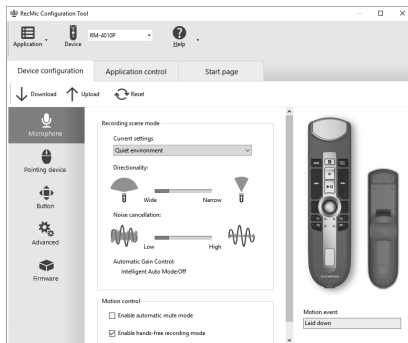 RecMic Configuration Tool
Application
Device
RM-4010P
Help
Device configuration
Application control
Start page
Download
Upload
Reset
Microphone
Pointing device
Button
Advanced
Firmware
Recording scene mode
Current settings
Quiet environment
Directionality:
Wide
Narrow
Noise cancellation:
Low
High
Automatic Gain Control:
Intelligent Auto Mode:Off
Motion control
Enable automatic mute mode
Enable hands-free recording mode
OLYMPUS
Motion event
Laid down